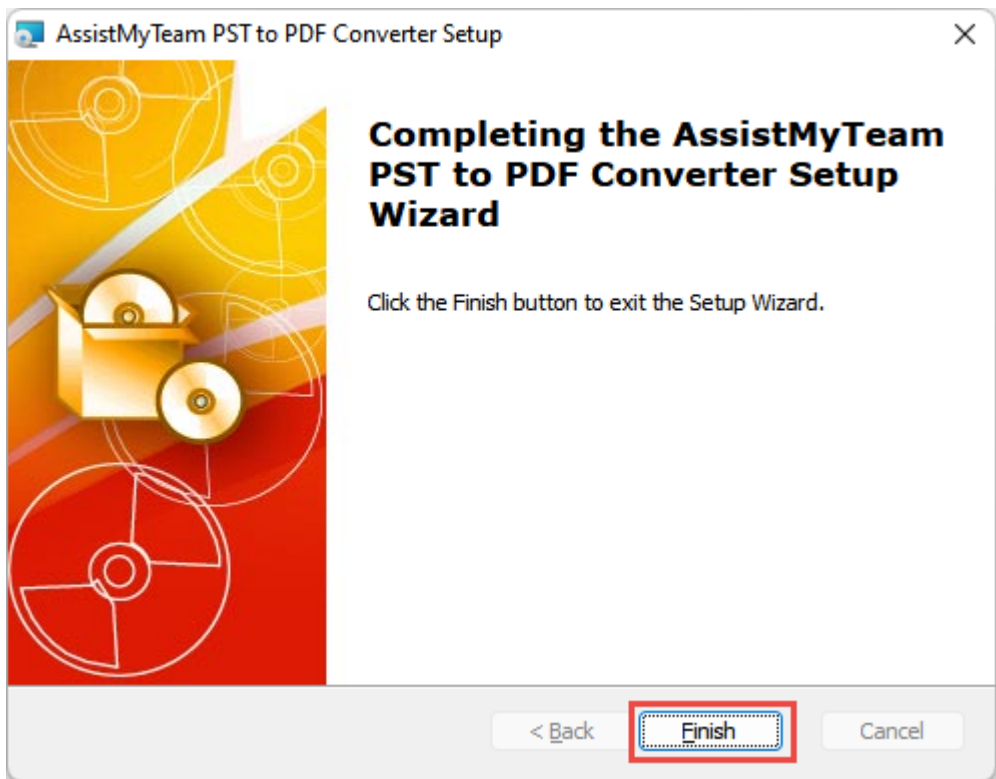 AssistMyTeam PST to PDF Converter Setup
Completing the AssistMyTeam
PST to PDF Converter Setup
Wizard
Click the Finish button to exit the Setup Wizard.
< Back
Finish
Cancel